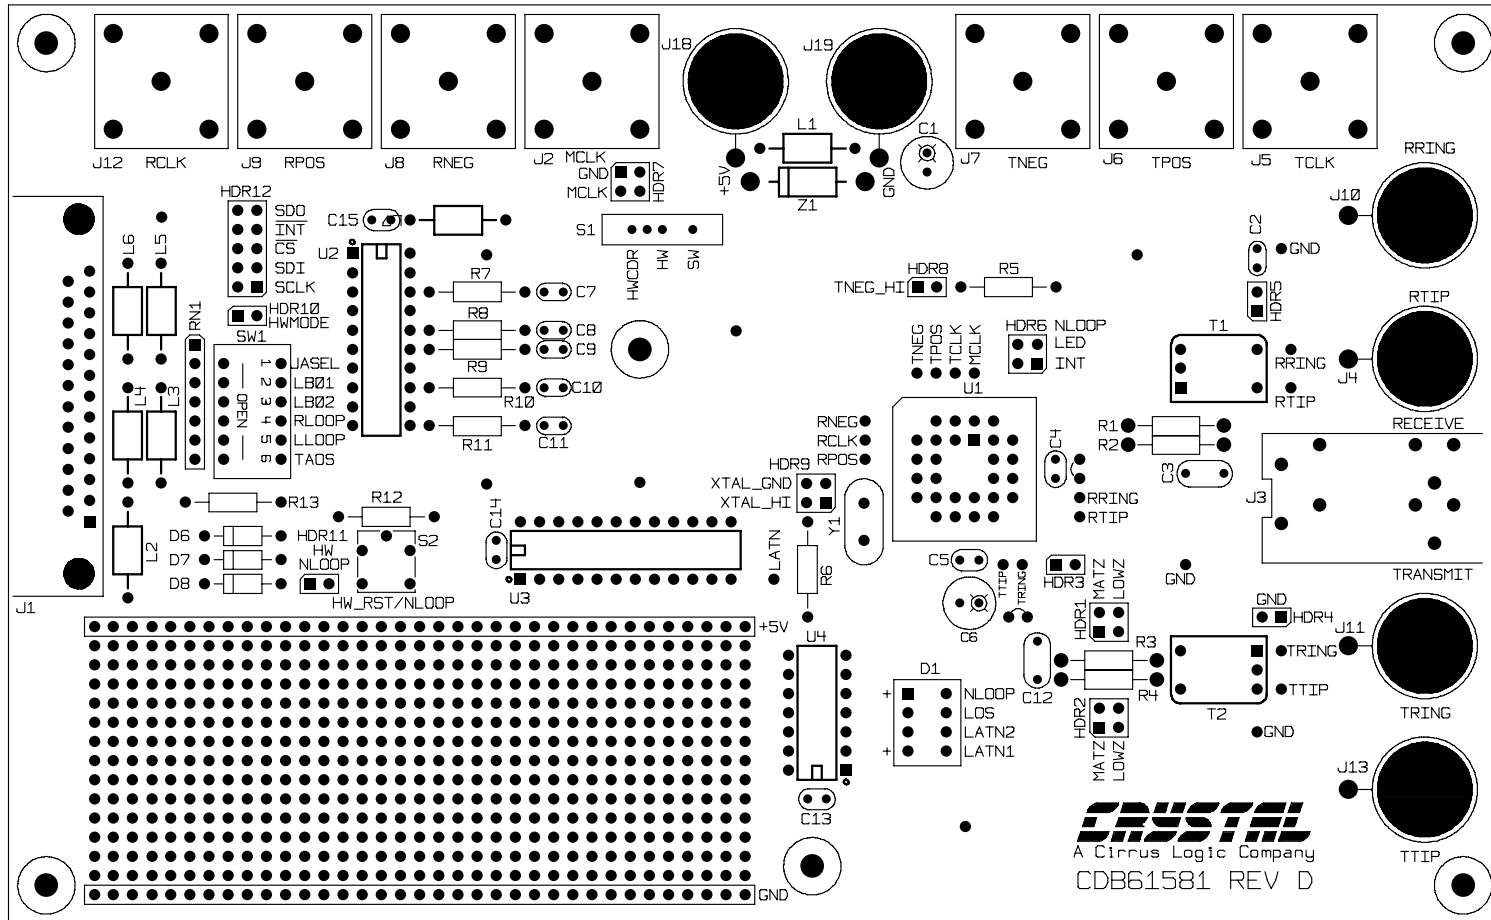 J18
J19
L1
C1
J12 RCLK
J9 RPOS
J8 RNEG
J2
MCLK
GND
MCLK
HDR7
+5V
Z1
GND
J7 TNEG
J6 TPOS
J5 TCLK
RRING
J10
HDR12
SDO
INT
CS
SDI
SCLK
C15
S1
HWCDR
HW
SW
U2
L6
L5
HDR10
HWMODE
RN1
SW1
R7
C7
R8
C8
C9
R9
C10
R10
C11
R11
TNEG_HI
HDR8
R5
C2
GND
HDR5
RTIP
J4
T1
RRING
RTIP
RECEIVE
TNEG
TPOS
TCLK
MCLK
HDR6 NLOOP
LED
INT
U1
L4
L3
OPEN
1 JASEL
2 LB01
3 LB02
4 RLOOP
5 LLOOP
6 TAOS
RNEG
RCLK
RPOS
C4
R1
R2
C3
J3
HDR9
XTAL_GND
XTAL_HI
Y1
RRING
RTIP
R13
R12
C14
S2
LATN
R6
D6
D7
D8
HDR11
HW
NLOOP
HW_RST/NLOOP
L2
J1
U3
C5
C6
TTIP
TRING
HDR3
MATZ
LOWZ
HDR1
GND
TRANSMIT
GND
HDR4
J11
TRING
+5V
U4
D1
+
NLOOP
LOS
LATN2
LATN1
+
C12
R3
R4
TRING
TTIP
T2
GND
HDR2
MATZ
LOWZ
J13
TTIP
C13
GND
CRYSTAL
A Cirrus Logic Company
CDB61581 REV D